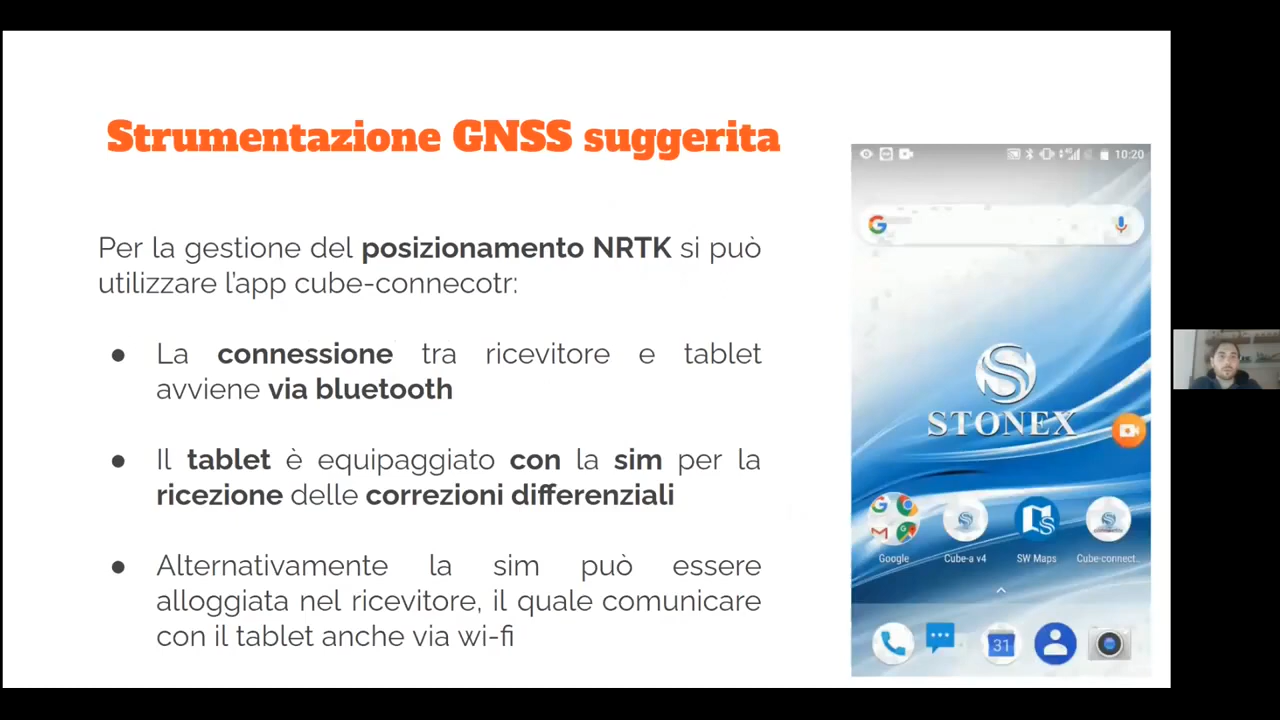 Strumentazione GNSS suggerita
Per la gestione del posizionamento NRTK si può
utilizzare l'app cube-connecotr:
● La connessione tra ricevitore e tablet
avviene via bluetooth
● Il tablet è equipaggiato con la sim per la
ricezione delle correzioni differenziali
● Alternativamente la sim può essere
alloggiata nel ricevitore, il quale comunicare
con il tablet anche via wi-fi
10:20
STONEX
Google
Cube-a v4
SW Maps
Cube-connect..
31